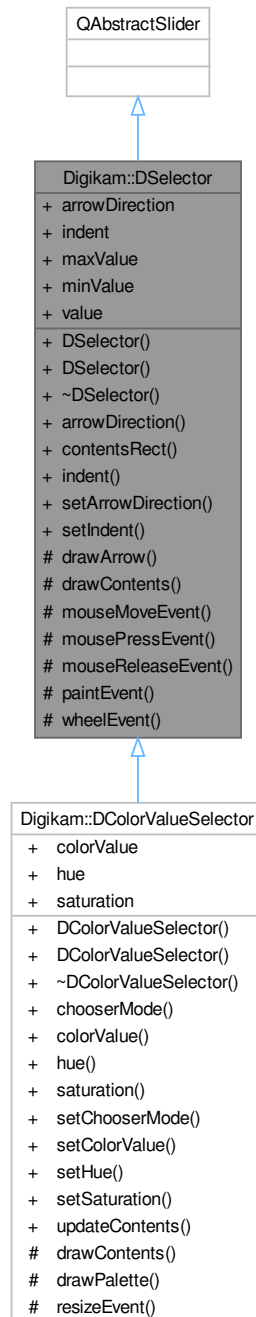 QAbstractSlider
Digikam::DSelector
+ arrowDirection
+ indent
+ maxValue
+ minValue
+ value
+ DSelector()
+ DSelector()
+ ~DSelector()
+ arrowDirection()
+ contentsRect()
+ indent()
+ setArrowDirection()
+ setIndent()
# drawArrow()
# drawContents()
# mouseMoveEvent()
# mousePressEvent()
# mouseReleaseEvent()
# paintEvent()
# wheelEvent()
Digikam::DColorValueSelector
+ colorValue
+ hue
+ saturation
+ DColorValueSelector()
+ DColorValueSelector()
+ ~DColorValueSelector()
+ chooserMode()
+ colorValue()
+ hue()
+ saturation()
+ setChooserMode()
+ setColorValue()
+ setHue()
+ setSaturation()
+ updateContents()
# drawContents()
# drawPalette()
# resizeEvent()